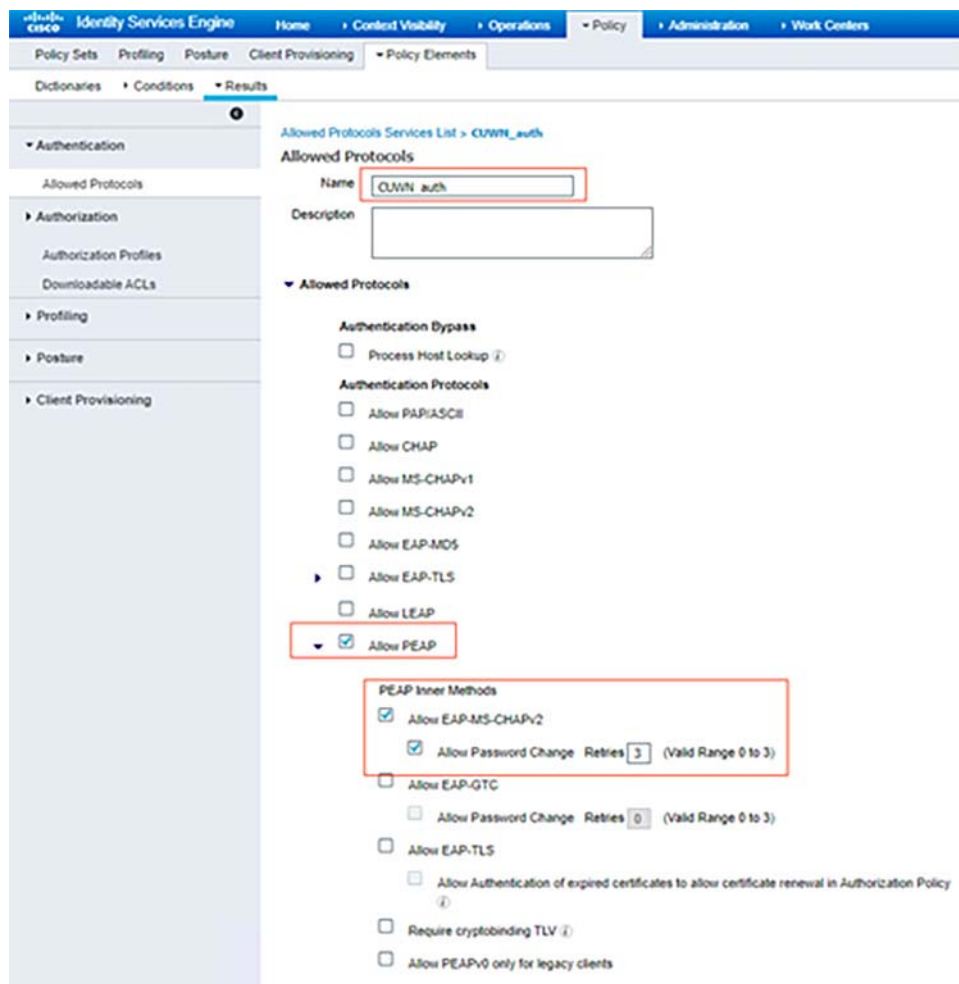 cisco Identity Services Engine Home Context Visibility Operations Policy Administration Work Centers
Policy Sets Profiling Posture Client Provisioning Policy Elements
Dictionaries Conditions Results
Allowed Protocols Services List > CUWN_auth
Authentication
Allowed Protocols
Allowed Protocols
Name CUWN_auth
Description
Authorization
Authorization Profiles
Downloadable ACLs
Profiling
Posture
Client Provisioning
Allowed Protocols
Authentication Bypass
Process Host Lookup
Authentication Protocols
Allow PAP/ASCII
Allow CHAP
Allow MS-CHAPv1
Allow MS-CHAPv2
Allow EAP-MD5
Allow EAP-TLS
Allow LEAP
Allow PEAP
PEAP Inner Methods
Allow EAP-MS-CHAPv2
Allow Password Change Retries 3 (Valid Range 0 to 3)
Allow EAP-GTC
Allow Password Change Retries 0 (Valid Range 0 to 3)
Allow EAP-TLS
Allow Authentication of expired certificates to allow certificate renewal in Authorization Policy
Require cryptobinding TLV
Allow PEAPv0 only for legacy clients